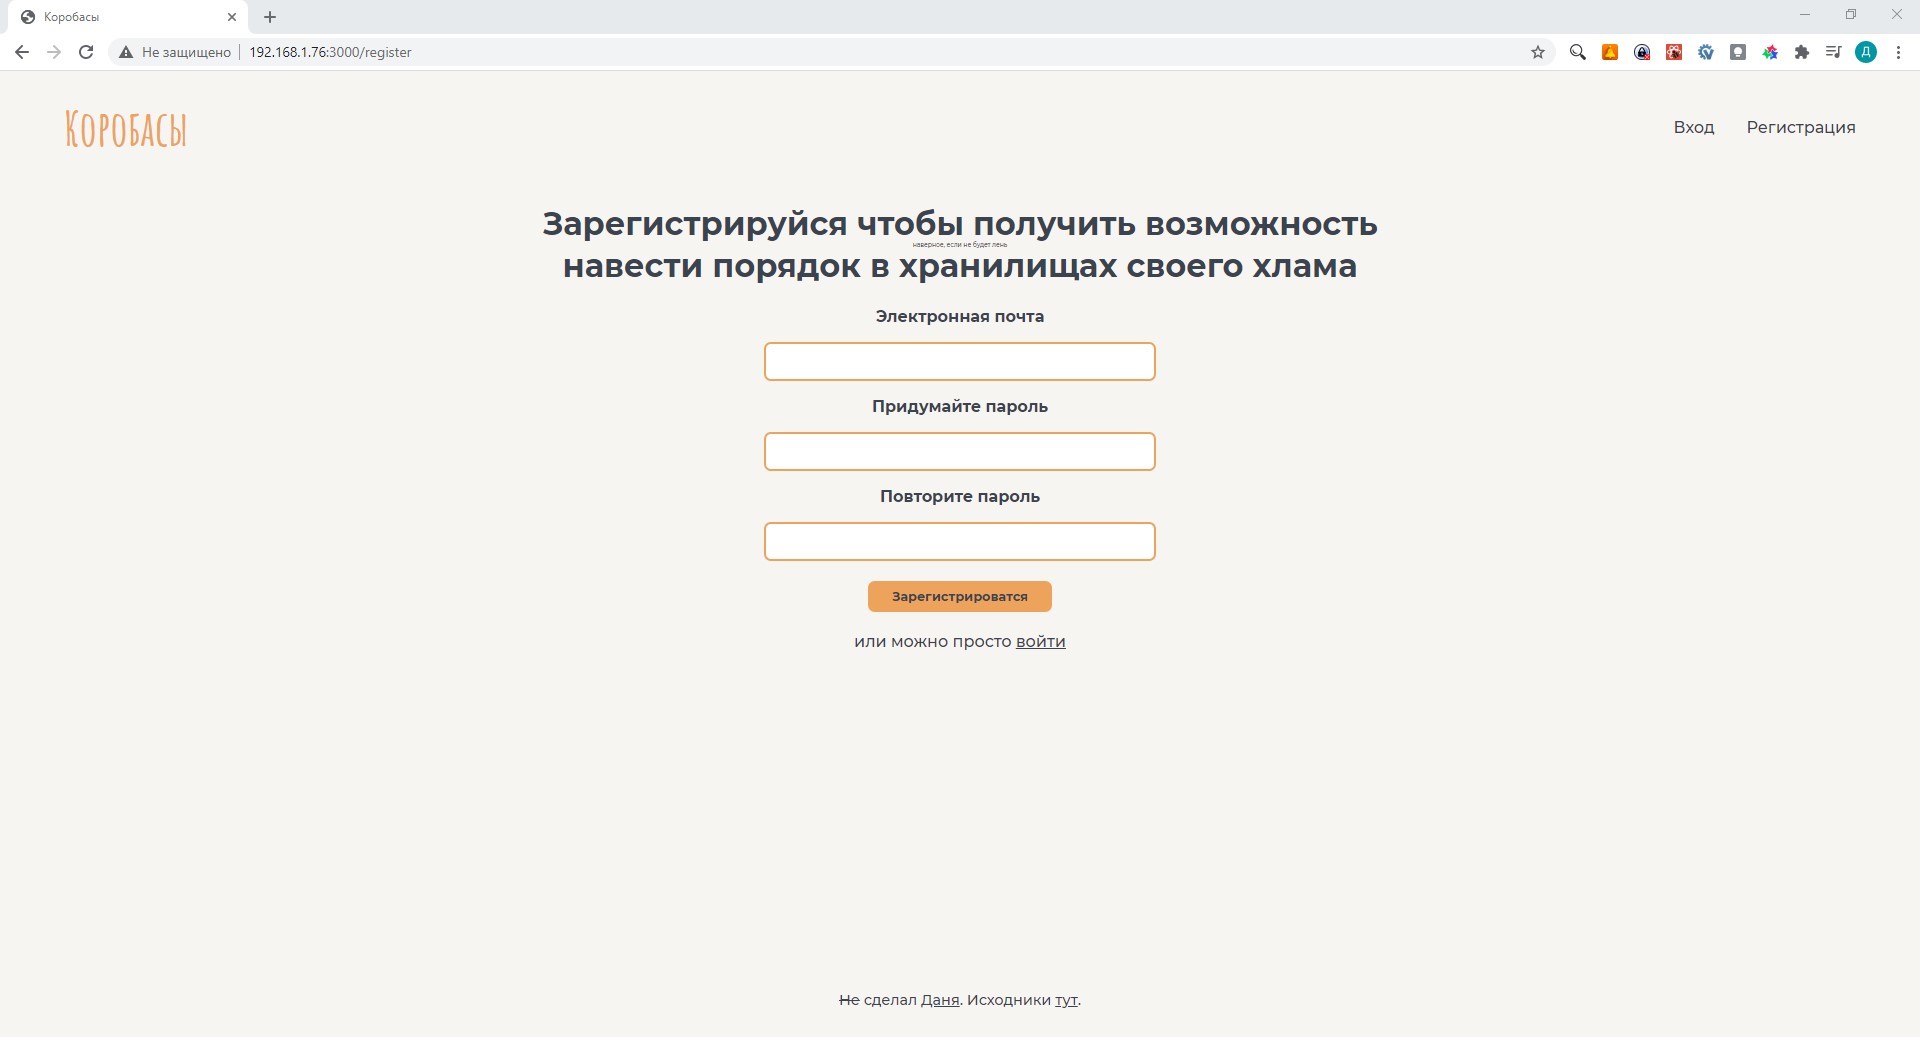 Коробасы
Не защищено
192.168.1.76:3000/register
Д
Коробасы
Вход
Регистрация
Зарегистрируйся чтобы получить возможность
наверное, если не будет лень
навести порядок в хранилищах своего хлама
Электронная почта
Придумайте пароль
Повторите пароль
Зарегистрироватся
или можно просто войти
Не сделал Даня. Исходники тут.